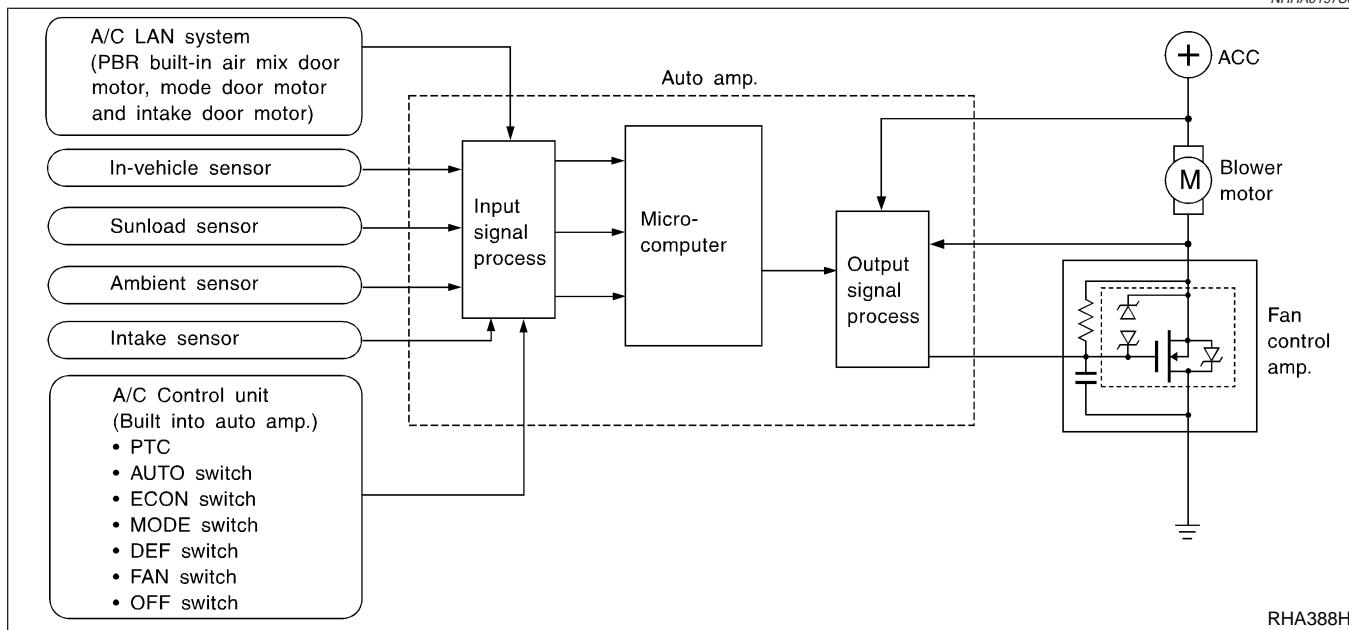 A/C LAN system
(PBR built-in air mix door
motor, mode door motor
and intake door motor)
In-vehicle sensor
Sunload sensor
Ambient sensor
Intake sensor
A/C Control unit
(Built into auto amp.)
• PTC
• AUTO switch
• ECON switch
• MODE switch
• DEF switch
• FAN switch
• OFF switch
Auto amp.
Input
signal
process
Micro-
computer
Output
signal
process
+
ACC
M
Blower
motor
Fan
control
amp.
RHA388H